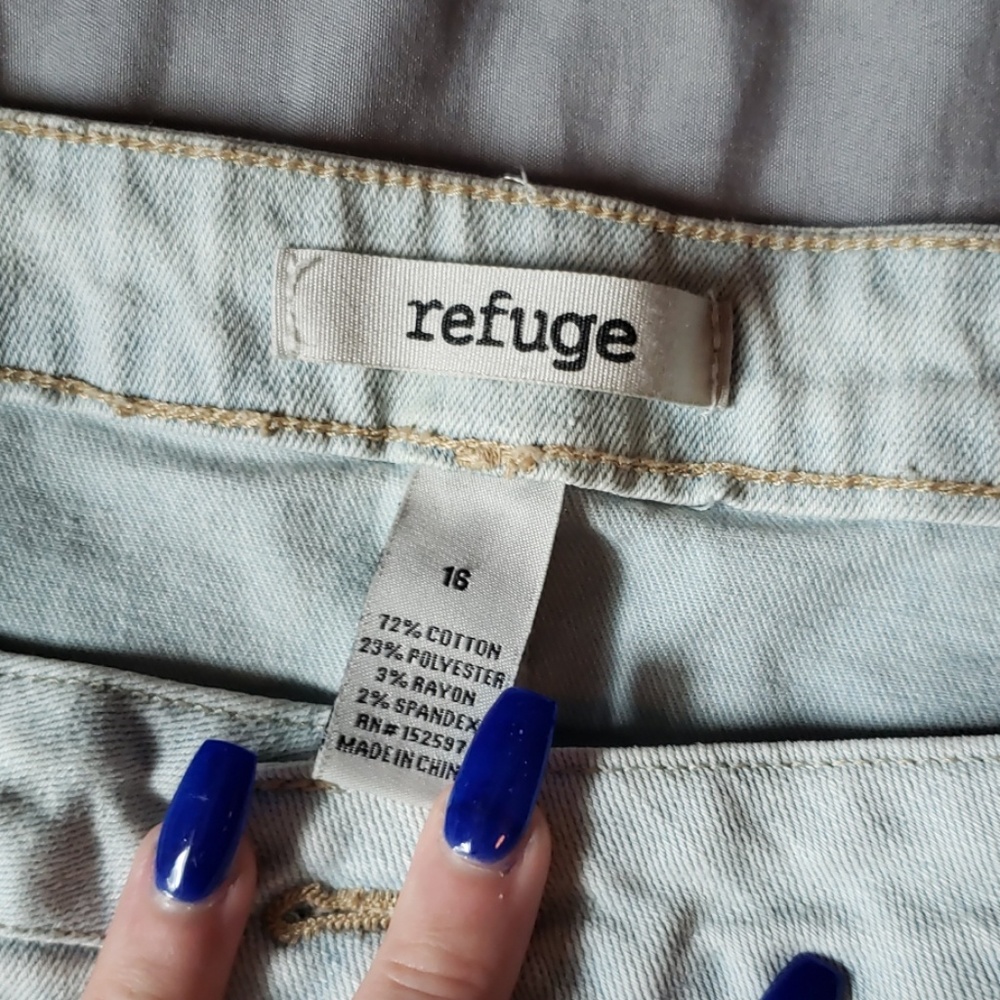 refuge
16
72% COTTON
23% POLYESTER
3% RAYON
2% SPANDEX
RN# 152597
MADE IN CHIN